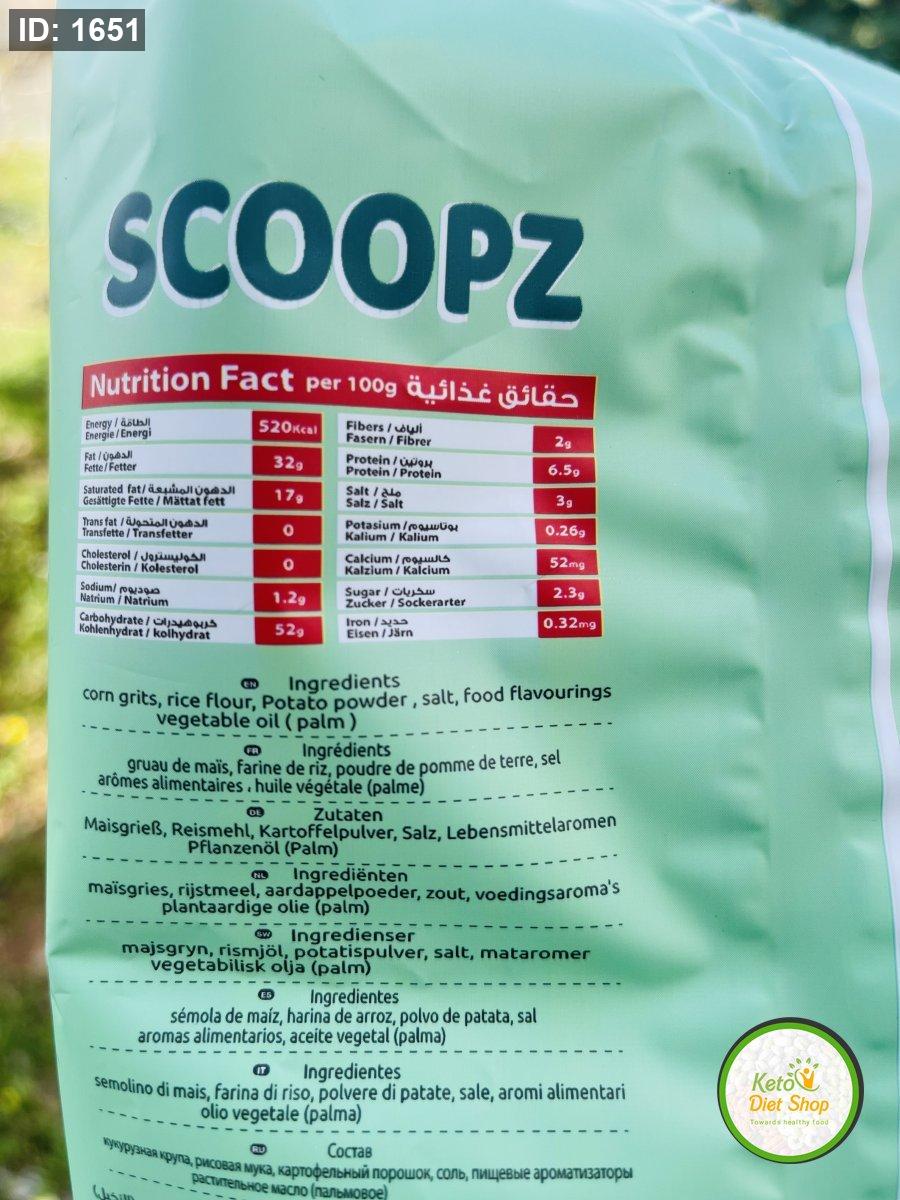 ID: 1651
SCOOPZ
Nutrition Fact per 100g حقائق غذائية
Energy / الطاقة
Energie / Energi
520Kcal
Fat / الدهون
Fette / Fetter
32g
Saturated fat / الدهون المشبعة
Gesättigte Fette / Mättat fett
17g
Trans fat / الدهون المتحولة
Transfette / Transfetter
0
Cholesterol / الكوليسترول
Cholesterin / Kolesterol
0
Sodium/ صوديوم
Natrium / Natrium
1.2g
Carbohydrate / كربوهيدرات
Kohlenhydrat / kolhydrat
52g
Fibers / ألياف
Fasern / Fibrer
2g
Protein / بروتين
Protein / Protein
6.5g
Salt / ملح
Salz / Salt
3g
Potasium / بوتاسيوم
Kalium / Kalium
0.26g
Calcium / كالسيوم
Kalzium / Kalcium
52mg
Sugar / سكريات
Zucker / Sockerarter
2.3g
Iron / حديد
Eisen / Järn
0.32mg
EN Ingredients
corn grits, rice flour, Potato powder , salt, food flavourings
vegetable oil ( palm )
FR Ingrédients
gruau de maïs, farine de riz, poudre de pomme de terre, sel
arômes alimentaires , huile végétale (palme)
DE Zutaten
Maisgrieß, Reismehl, Kartoffelpulver, Salz, Lebensmittelaromen
Pflanzenöl (Palm)
NL Ingrediënten
maïsgries, rijstmeel, aardappelpoeder, zout, voedingsaroma's
plantaardige olie (palm)
SW Ingredienser
majsgryn, rismjöl, potatispulver, salt, mataromer
vegetabilisk olja (palm)
ES Ingredientes
sémola de maíz, harina de arroz, polvo de patata, sal
aromas alimentarios, aceite vegetal (palma)
IT Ingredientes
semolino di mais, farina di riso, polvere di patate, sale, aromi alimentari
olio vegetale (palma)
RU Состав
кукурузная крупа, рисовая мука, картофельный порошок, соль, пищевые ароматизаторы
растительное масло (пальмовое)
Keto
Diet Shop
Towards healthy food